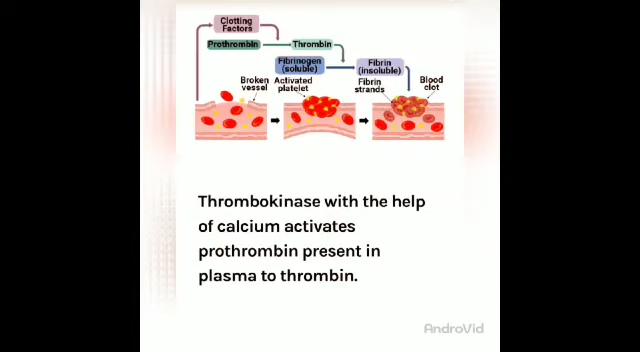 Clotting
Factors
Prothrombin
Thrombin
Fibrinogen
(soluble)
Fibrin
(insoluble)
Broken
vessel
Activated
platelet
Fibrin
strands
Blood
clot
Thrombokinase with the help
of calcium activates
prothrombin present in
plasma to thrombin.
AndroVid